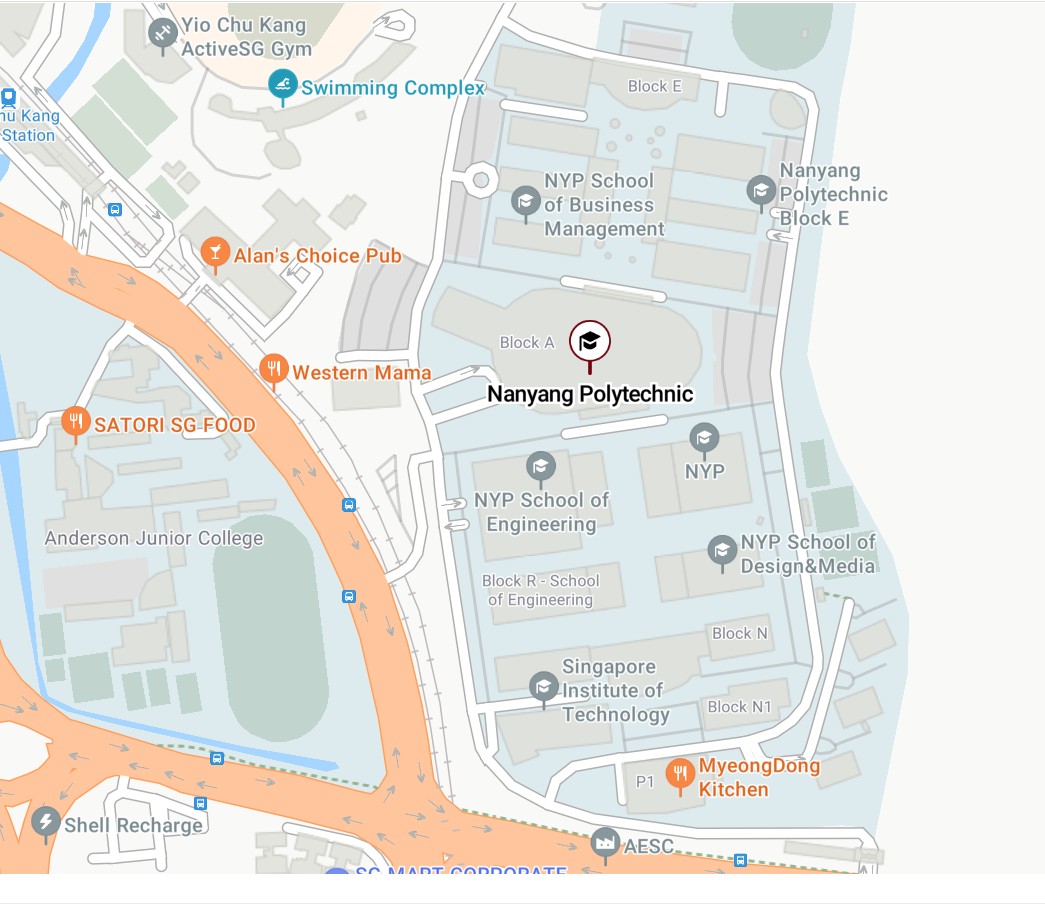 Yio Chu Kang
ActiveSG Gym
Swimming Complex
Block E
hu Kang
Station
NYP School
of Business
Management
Nanyang
Polytechnic
Block E
Alan's Choice Pub
Block A
Nanyang Polytechnic
Western Mama
SATORI SG FOOD
NYP
NYP School of
Engineering
Anderson Junior College
NYP School of
Design&Media
Block R - School
of Engineering
Block N
Singapore
Institute of
Technology
Block N1
P1
MyeongDong
Kitchen
Shell Recharge
AESC
SG MART CORPORATE